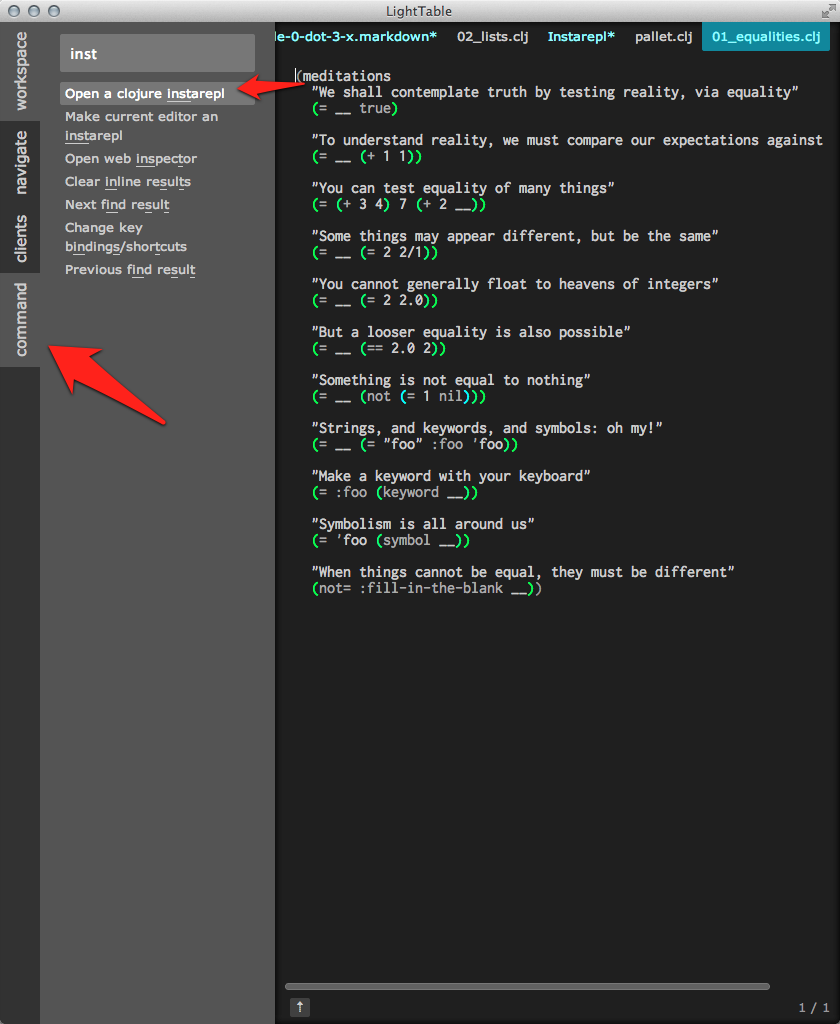 LightTable
workspace
navigate
clients
command
inst
Open a clojure instarepl
Make current editor an
instarepl
Open web inspector
Clear inline results
Next find result
Change key
bindings/shortcuts
Previous find result
le-0-dot-3-x.markdown* 02_lists.clj Instarepl* pallet.clj 01_equalities.clj
(meditations
"We shall contemplate truth by testing reality, via equality"
(= __ true)
"To understand reality, we must compare our expectations against
(= __ (+ 1 1))
"You can test equality of many things"
(= (+ 3 4) 7 (+ 2 __))
"Some things may appear different, but be the same"
(= __ (= 2 2/1))
"You cannot generally float to heavens of integers"
(= __ (= 2 2.0))
"But a looser equality is also possible"
(= __ (== 2.0 2))
"Something is not equal to nothing"
(= __ (not (= 1 nil)))
"Strings, and keywords, and symbols: oh my!"
(= __ (= "foo" :foo 'foo))
"Make a keyword with your keyboard"
(= :foo (keyword __))
"Symbolism is all around us"
(= 'foo (symbol __))
"When things cannot be equal, they must be different"
(not= :fill-in-the-blank __))
↑
1 / 1